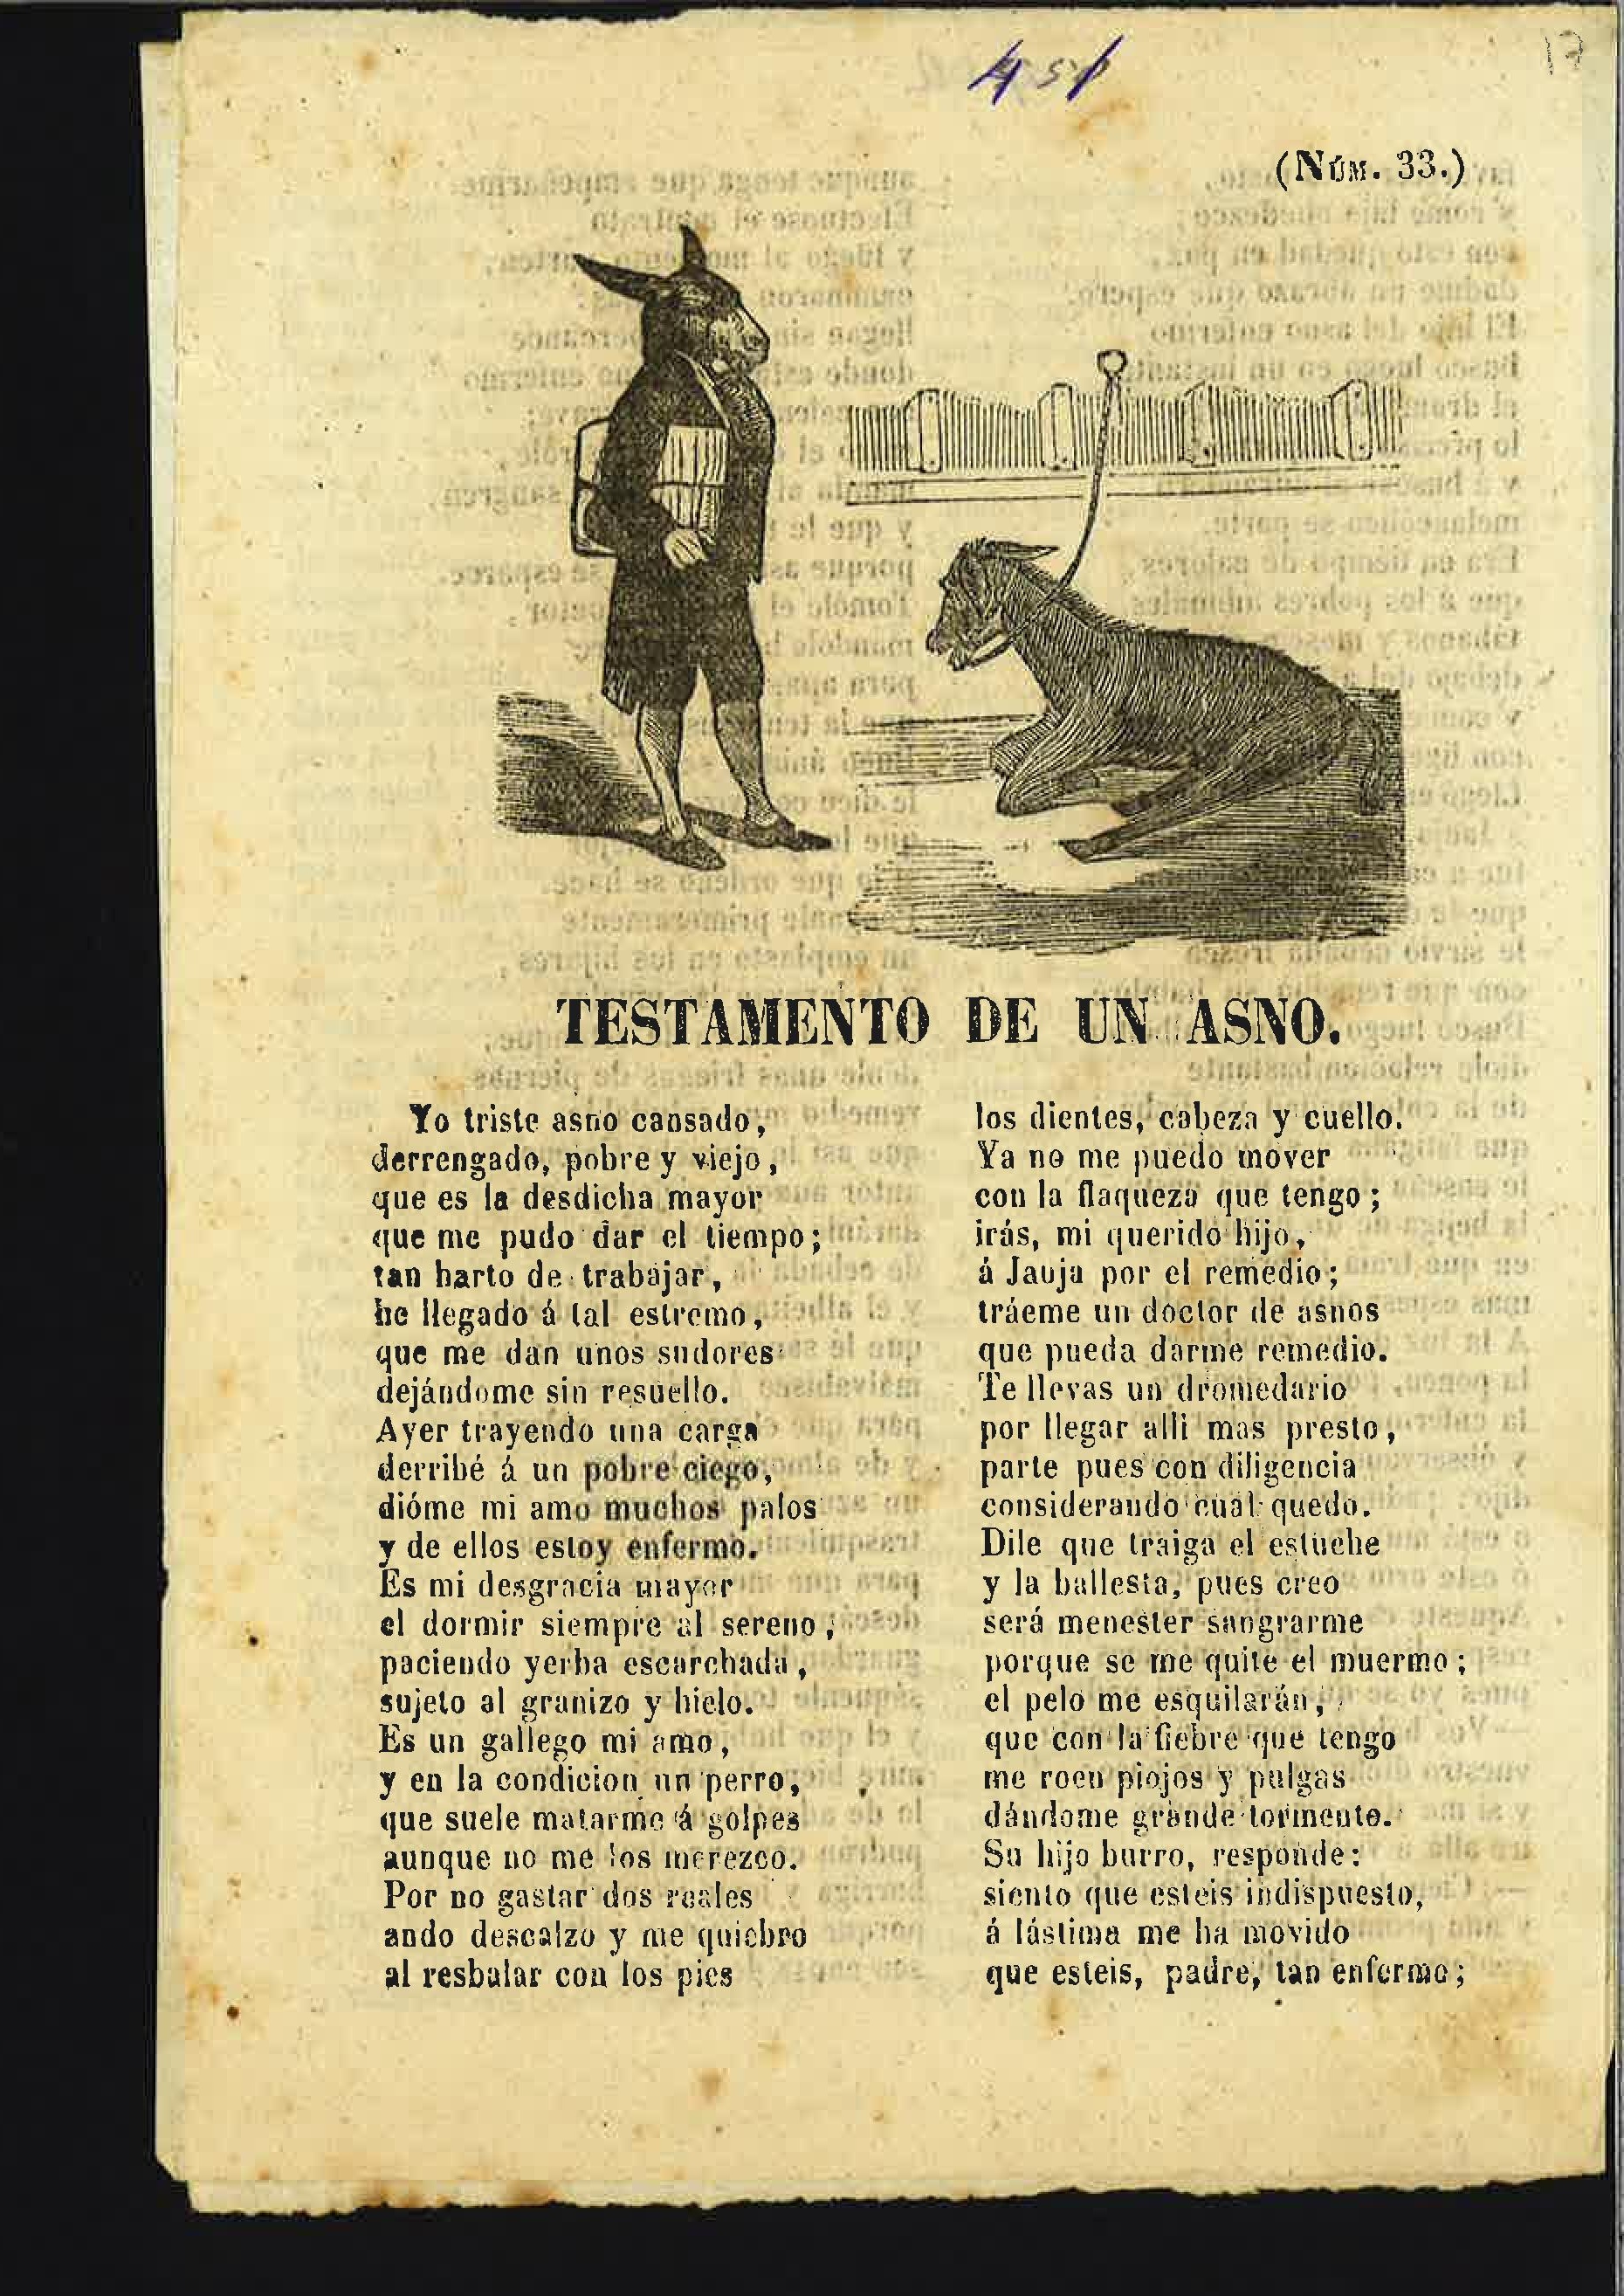 451
17
(NÚM. 33.)
TESTAMENTO DE UN ASNO.
Yo triste asno cansado,
derrengado, pobre y viejo,
que es la desdicha mayor
que me pudo dar el tiempo;
tan harto de trabajar,
he llegado á tal estremo,
que me dan unos sudores
dejándome sin resuello.
Ayer trayendo una carga
derribé á un pobre ciego,
dióme mi amo muchos palos
y de ellos estoy enfermo.
Es mi desgracia mayor
el dormir siempre al sereno,
paciendo yerba escarchada,
sujeto al granizo y hielo.
Es un gallego mi amo,
y en la condicion un perro,
que suele matarme á golpes
aunque no me los merezco.
Por no gastar dos reales
ando descalzo y me quiebro
al resbalar con los pies
los dientes, cabeza y cuello.
Ya no me puedo mover
con la flaqueza que tengo;
irás, mi querido hijo,
á Jauja por el remedio;
tráeme un doctor de asnos
que pueda darme remedio.
Te llevas un dromedario
por llegar alli mas presto,
parte pues con diligencia
considerando cual quedo.
Dile que traiga el estuche
y la ballesta, pues creo
será menester sangrarme
porque se me quite el muermo;
el pelo me esquilarán,
que con la fiebre que tengo
me roen piojos y pulgas
dándome grande tormento.
Su hijo burro, responde:
siento que esteis indispuesto,
á lástima me ha movido
que esteis, padre, tan enfermo;